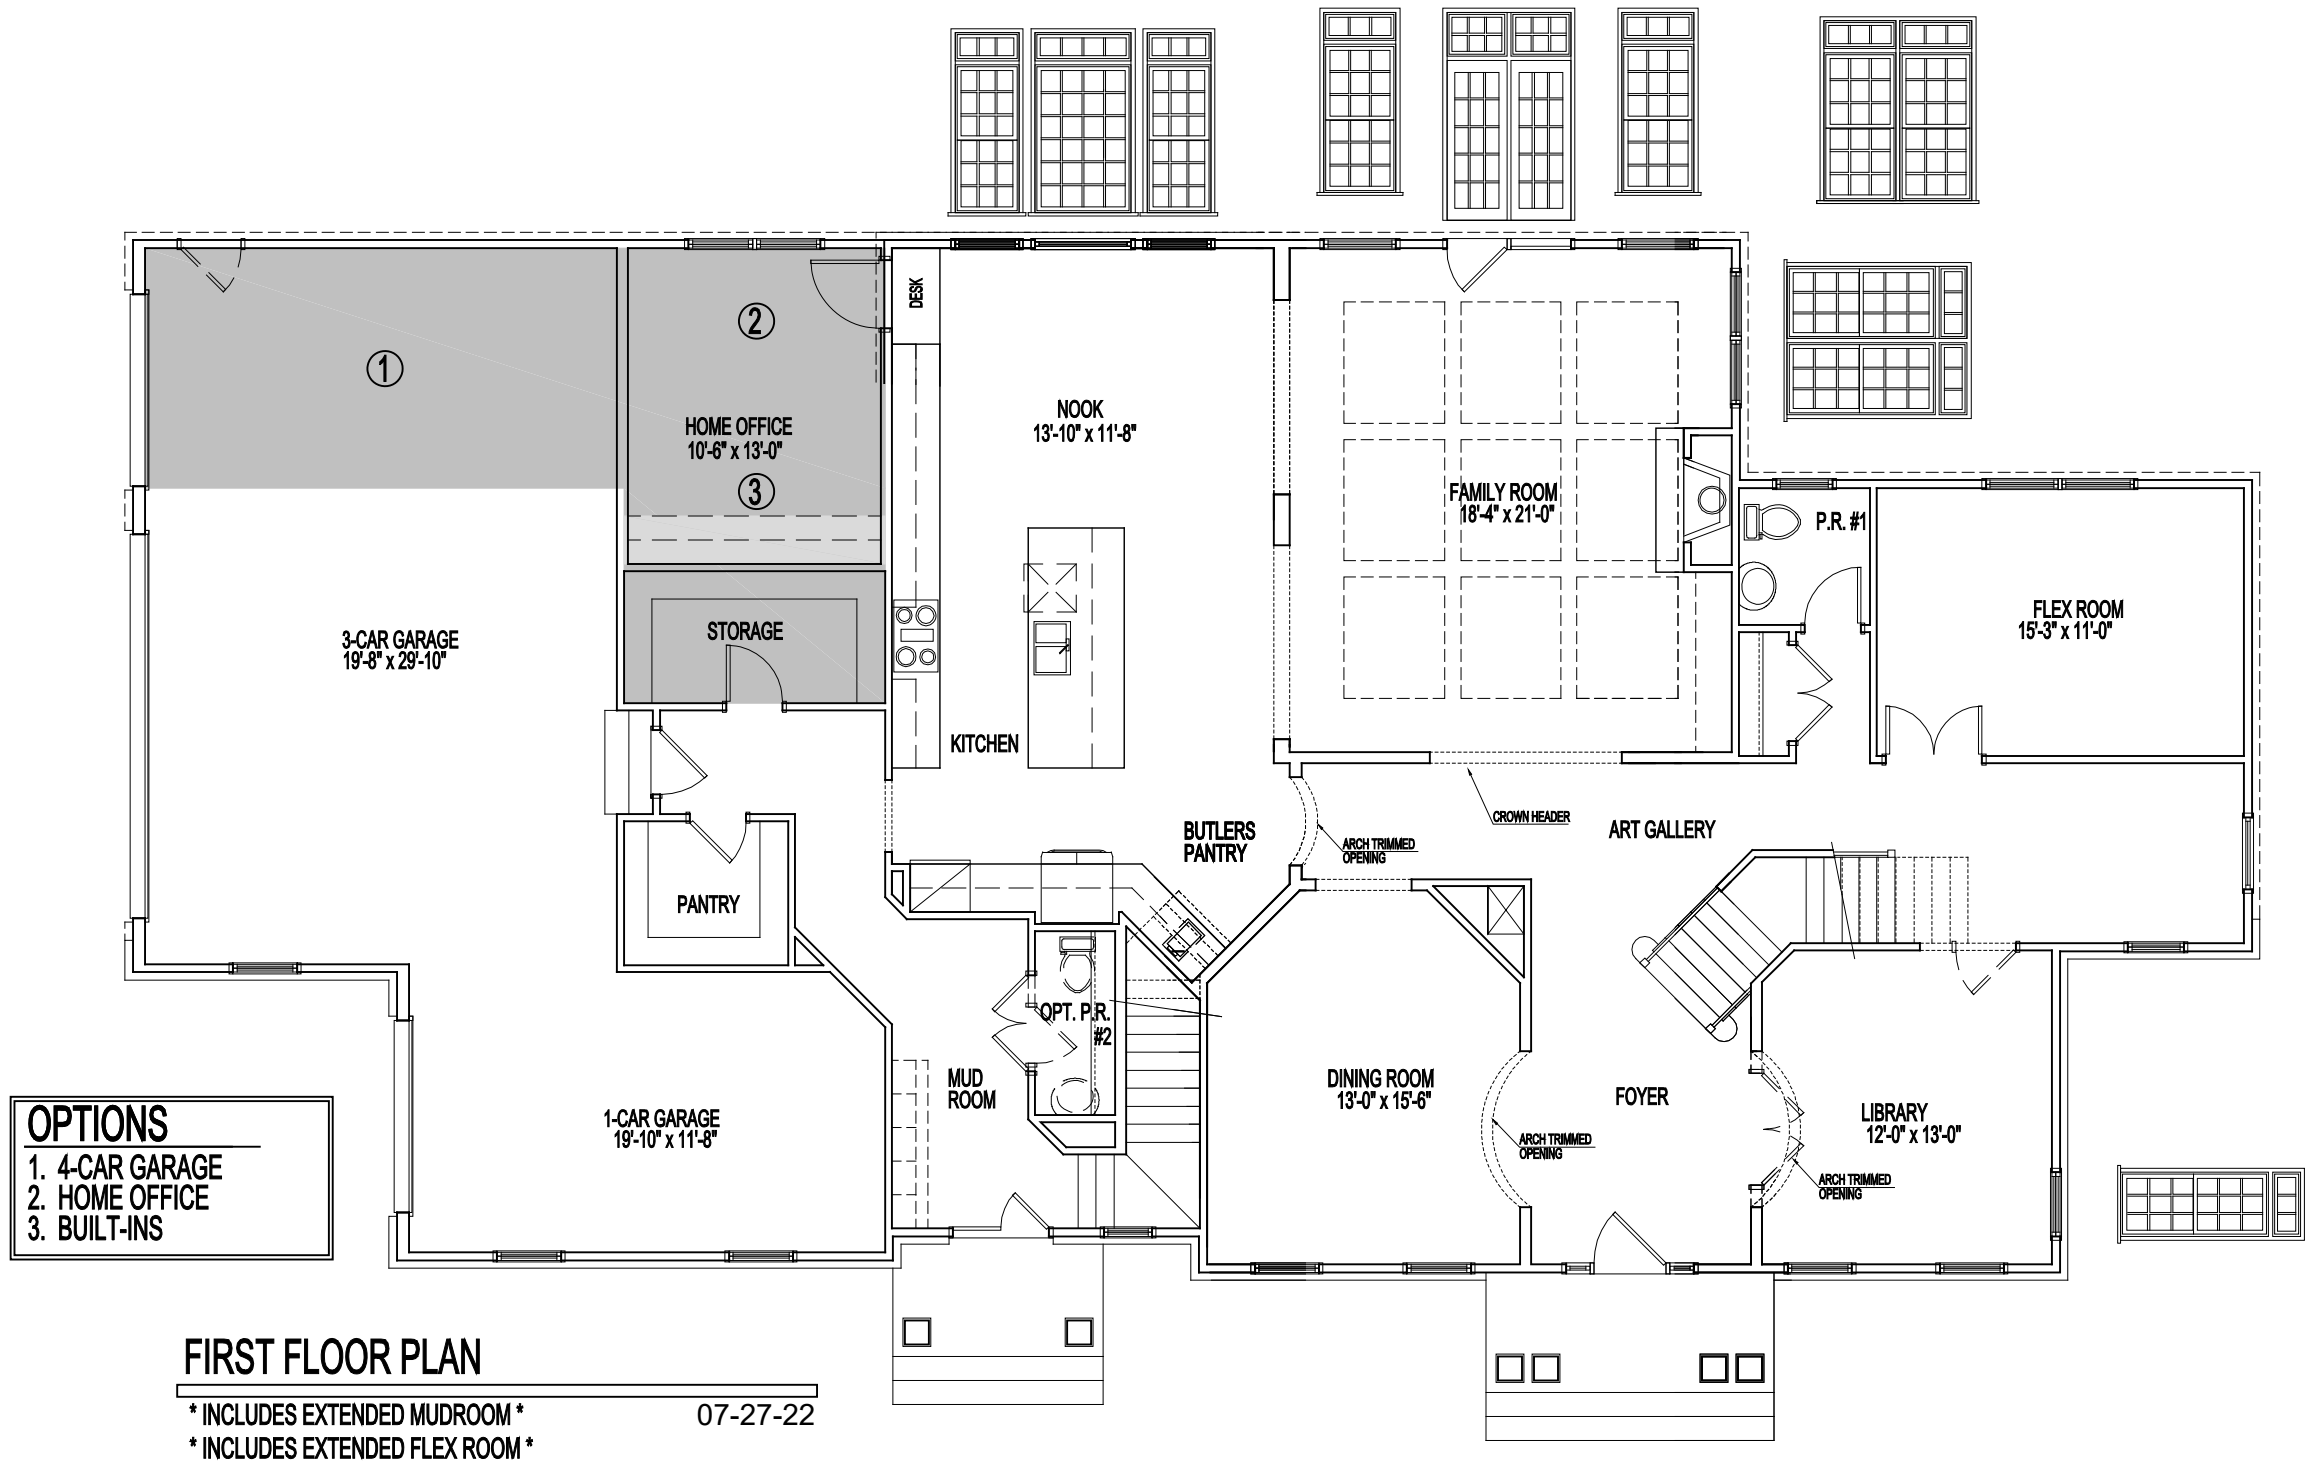 DESK
1
2
HOME OFFICE
10'-6" x 13'-0"
3
NOOK
13'-10" x 11'-8"
FAMILY ROOM
18'-4" x 21'-0"
P.R. #1
FLEX ROOM
15'-3" x 11'-0"
3-CAR GARAGE
19'-8" x 29'-10"
STORAGE
KITCHEN
BUTLERS
PANTRY
ARCH TRIMMED
OPENING
CROWN HEADER
ART GALLERY
PANTRY
OPT. P.R.
#2
MUD
ROOM
DINING ROOM
13'-0" x 15'-6"
ARCH TRIMMED
OPENING
FOYER
LIBRARY
12'-0" x 13'-0"
ARCH TRIMMED
OPENING
1-CAR GARAGE
19'-10" x 11'-8"
OPTIONS
1. 4-CAR GARAGE
2. HOME OFFICE
3. BUILT-INS
FIRST FLOOR PLAN
* INCLUDES EXTENDED MUDROOM *
07-27-22
* INCLUDES EXTENDED FLEX ROOM *